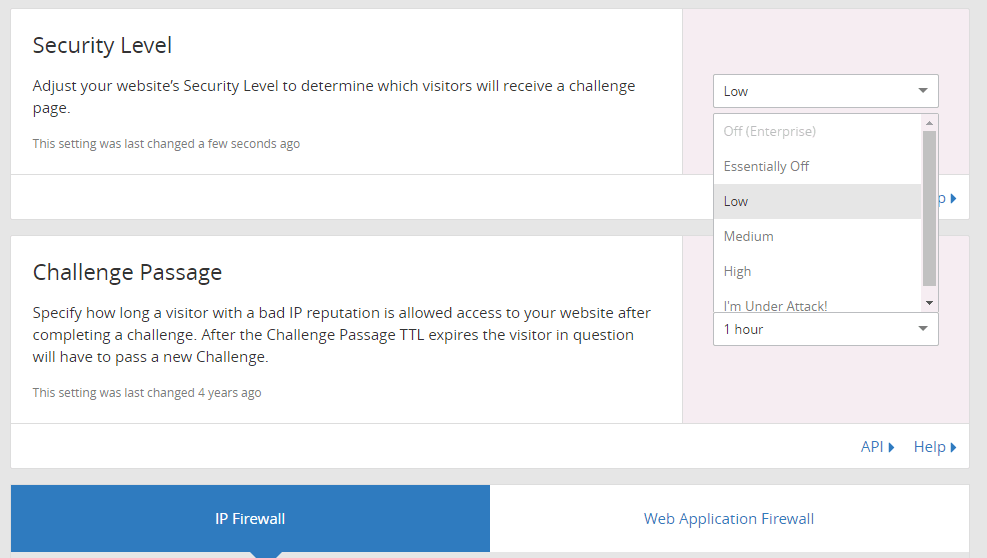 Security Level
Adjust your website's Security Level to determine which visitors will receive a challenge
page.
This setting was last changed a few seconds ago
Low
Off (Enterprise)
Essentially Off
Low
Medium
High
I'm Under Attack!
Challenge Passage
Specify how long a visitor with a bad IP reputation is allowed access to your website after
completing a challenge. After the Challenge Passage TTL expires the visitor in question
will have to pass a new Challenge.
This setting was last changed 4 years ago
1 hour
API
Help
IP Firewall
Web Application Firewall